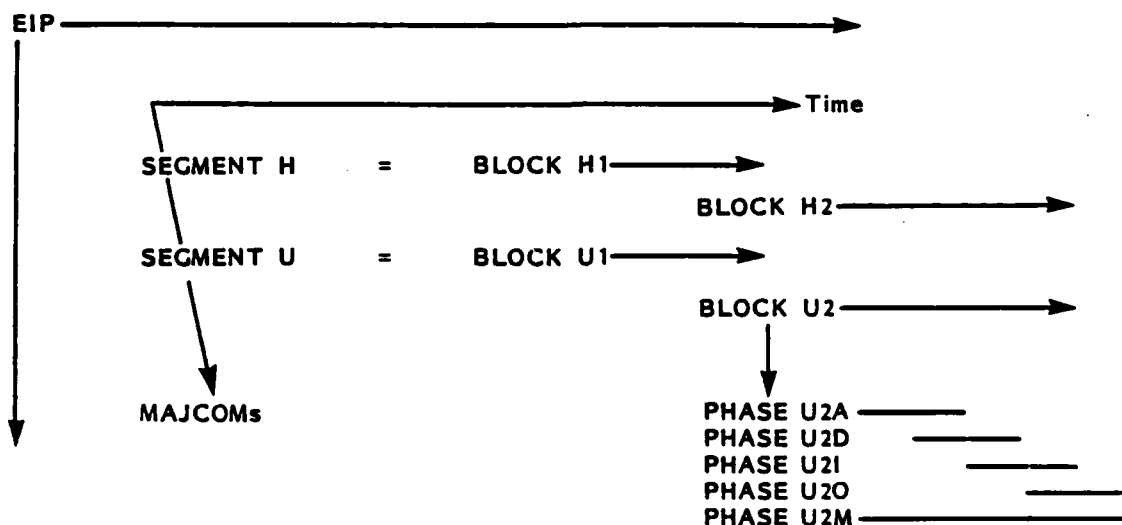 EIP
Time
SEGMENT H = BLOCK H1
BLOCK H2
SEGMENT U = BLOCK U1
BLOCK U2
MAJCOMs PHASE U2A
PHASE U2D
PHASE U2I
PHASE U2O
PHASE U2M